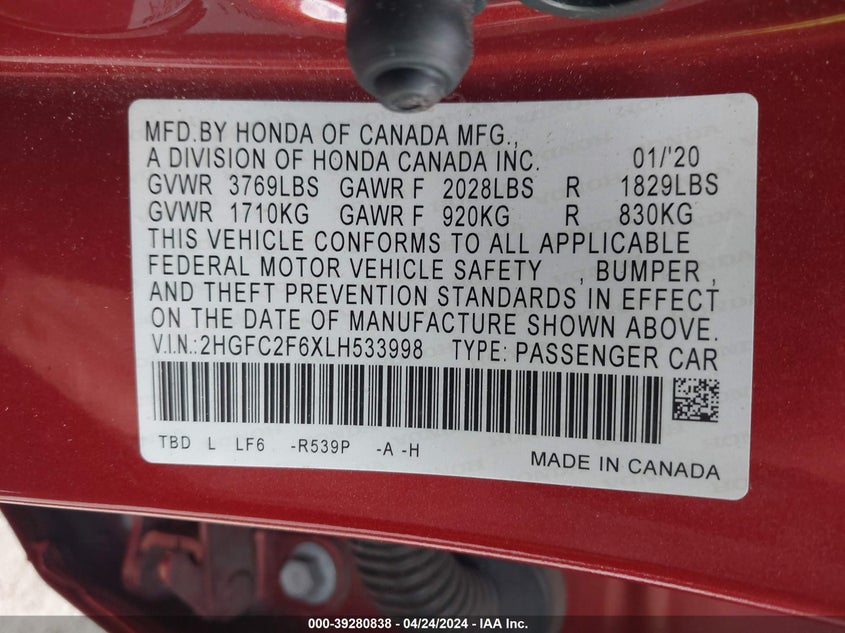 MFD.BY HONDA OF CANADA MFG.,
A DIVISION OF HONDA CANADA INC. 01/'20
GVWR 3769LBS GAWR F 2028LBS R 1829LBS
GVWR 1710KG GAWR F 920KG R 830KG
THIS VEHICLE CONFORMS TO ALL APPLICABLE
FEDERAL MOTOR VEHICLE SAFETY , BUMPER ,
AND THEFT PREVENTION STANDARDS IN EFFECT
ON THE DATE OF MANUFACTURE SHOWN ABOVE.
V.I.N.:2HGFC2F6XLH533998 TYPE: PASSENGER CAR
TBD L LF6 -R539P -A -H
MADE IN CANADA
000-39280838 - 04/24/2024 - IAA Inc.